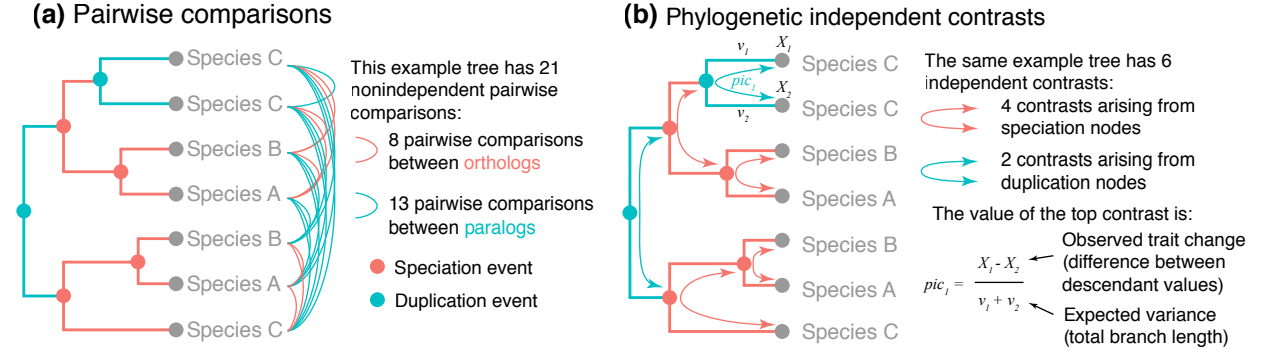 (a) Pairwise comparisons
Species C
Species C
Species B
Species A
Species B
Species A
Species C
This example tree has 21
nonindependent pairwise
comparisons:
8 pairwise comparisons
between orthologs
13 pairwise comparisons
between paralogs
Speciation event
Duplication event
(b) Phylogenetic independent contrasts
v1
X1
pic1
X2
v2
Species C
Species C
Species B
Species A
Species B
Species A
Species C
The same example tree has 6
independent contrasts:
4 contrasts arising from
speciation nodes
2 contrasts arising from
duplication nodes
The value of the top contrast is:
pic1 =
X1 - X2
v1 + v2
Observed trait change
(difference between
descendant values)
Expected variance
(total branch length)